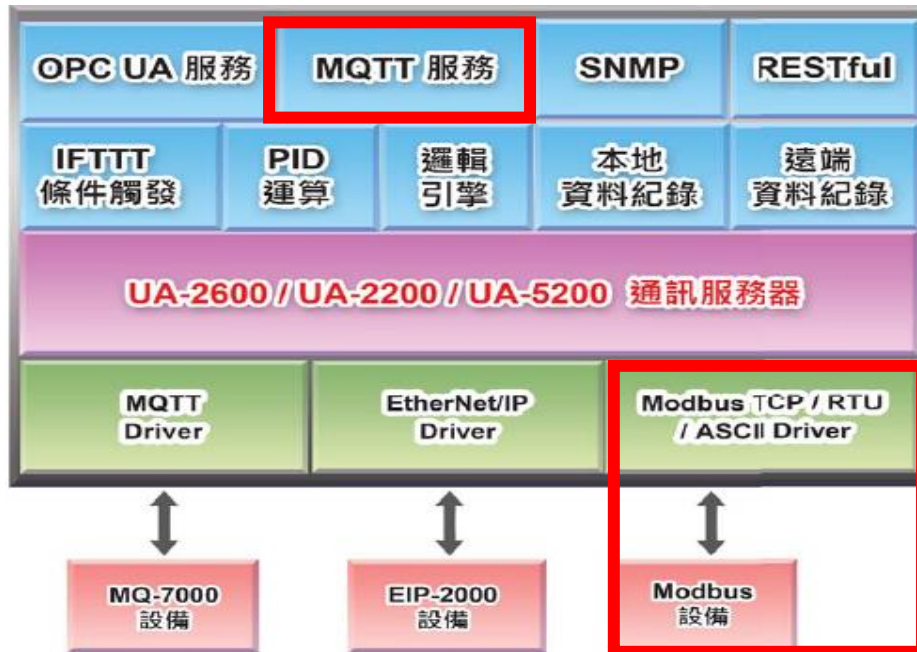 OPC UA 服務
MQTT 服務
SNMP
RESTful
IFTTT
條件觸發
PID
運算
邏輯
引擎
本地
資料紀錄
遠端
資料紀錄
UA-2600 / UA-2200 / UA-5200 通訊服務器
MQTT
Driver
EtherNet/IP
Driver
Modbus TCP / RTU
/ ASCII Driver
MQ-7000
設備
EIP-2000
設備
Modbus
設備